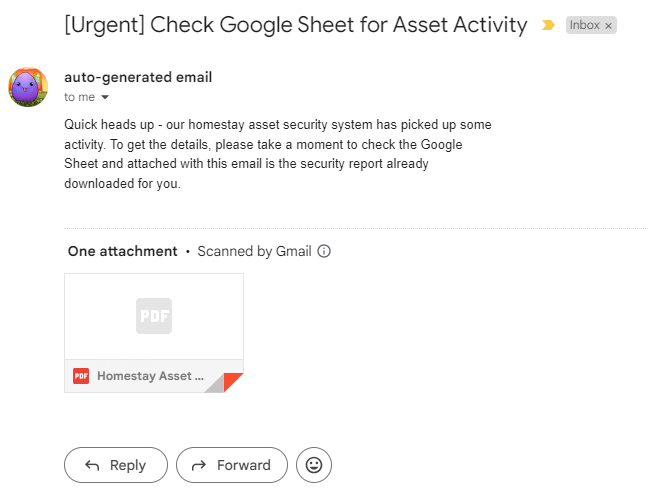 [Urgent] Check Google Sheet for Asset Activity Inbox ×
auto-generated email
to me
Quick heads up - our homestay asset security system has picked up some
activity. To get the details, please take a moment to check the Google
Sheet and attached with this email is the security report already
downloaded for you.
One attachment • Scanned by Gmail
PDF
PDF Homestay Asset ...
Reply Forward